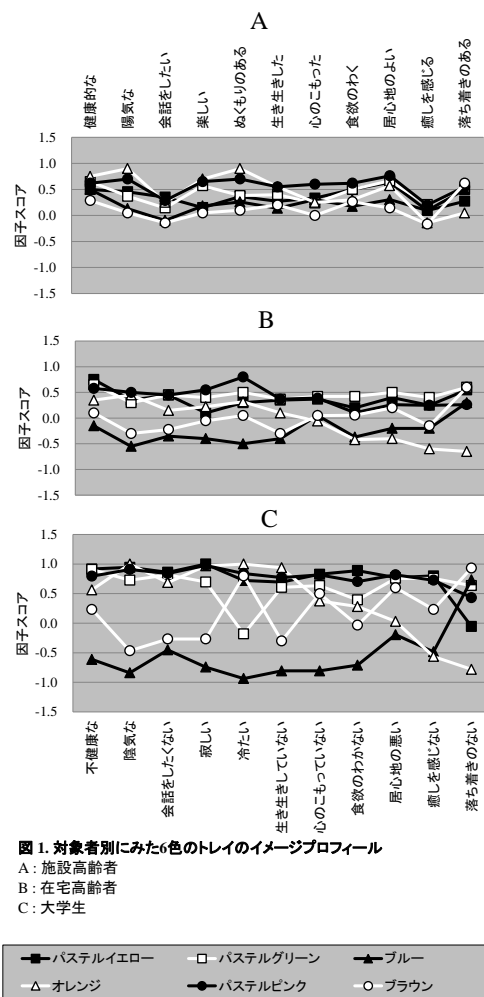 A
健康的な
陽気な
会話をしたい
楽しい
ぬくもりのある
生き生きした
心のこもった
食欲のわく
居心地のよい
癒しを感じる
落ち着きのある
因子スコア
1.5
1.0
0.5
0.0
-0.5
-1.0
-1.5
B
因子スコア
1.5
1.0
0.5
0.0
-0.5
-1.0
-1.5
C
因子スコア
1.5
1.0
0.5
0.0
-0.5
-1.0
-1.5
不健康な
陰気な
会話をしたくない
寂しい
冷たい
生き生きしていない
心のこもっていない
食欲のわかない
居心地の悪い
癒しを感じない
落ち着きのない
図 1. 対象者別にみた6色のトレイのイメージプロフィール
A : 施設高齢者
B : 在宅高齢者
C : 大学生
パステルイエロー パステルグリーン ブルー
オレンジ パステルピンク ブラウン